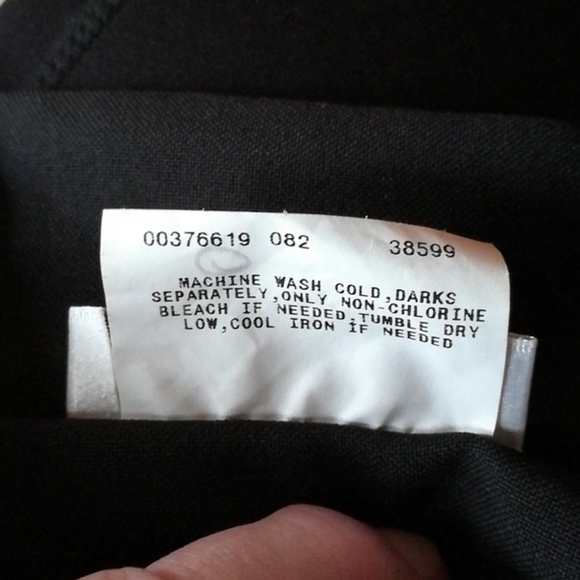 00376619 082 38599
MACHINE WASH COLD,DARKS
SEPARATELY,ONLY NON-CHLORINE
BLEACH IF NEEDED,TUMBLE DRY
LOW,COOL IRON IF NEEDED